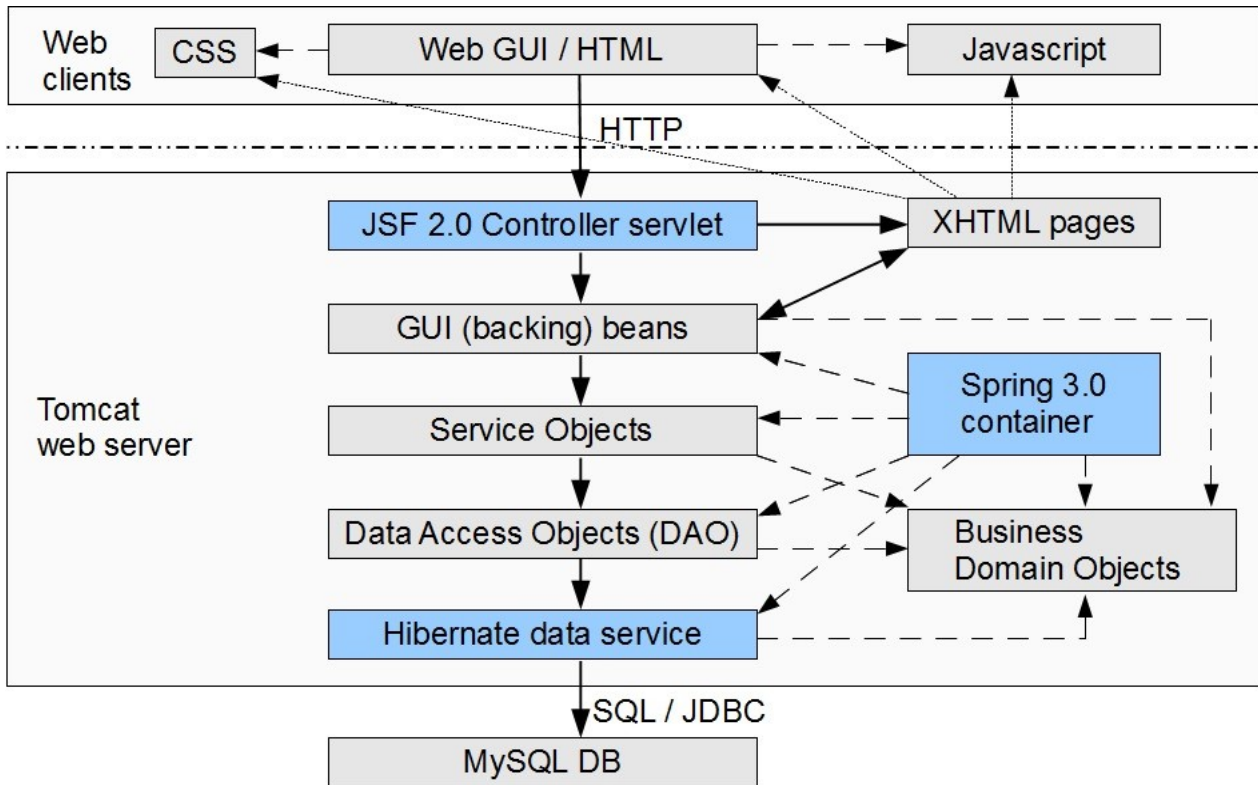 Web
clients
CSS
Web GUI / HTML
Javascript
HTTP
JSF 2.0 Controller servlet
XHTML pages
GUI (backing) beans
Tomcat
web server
Service Objects
Spring 3.0
container
Data Access Objects (DAO)
Business
Domain Objects
Hibernate data service
SQL / JDBC
MySQL DB